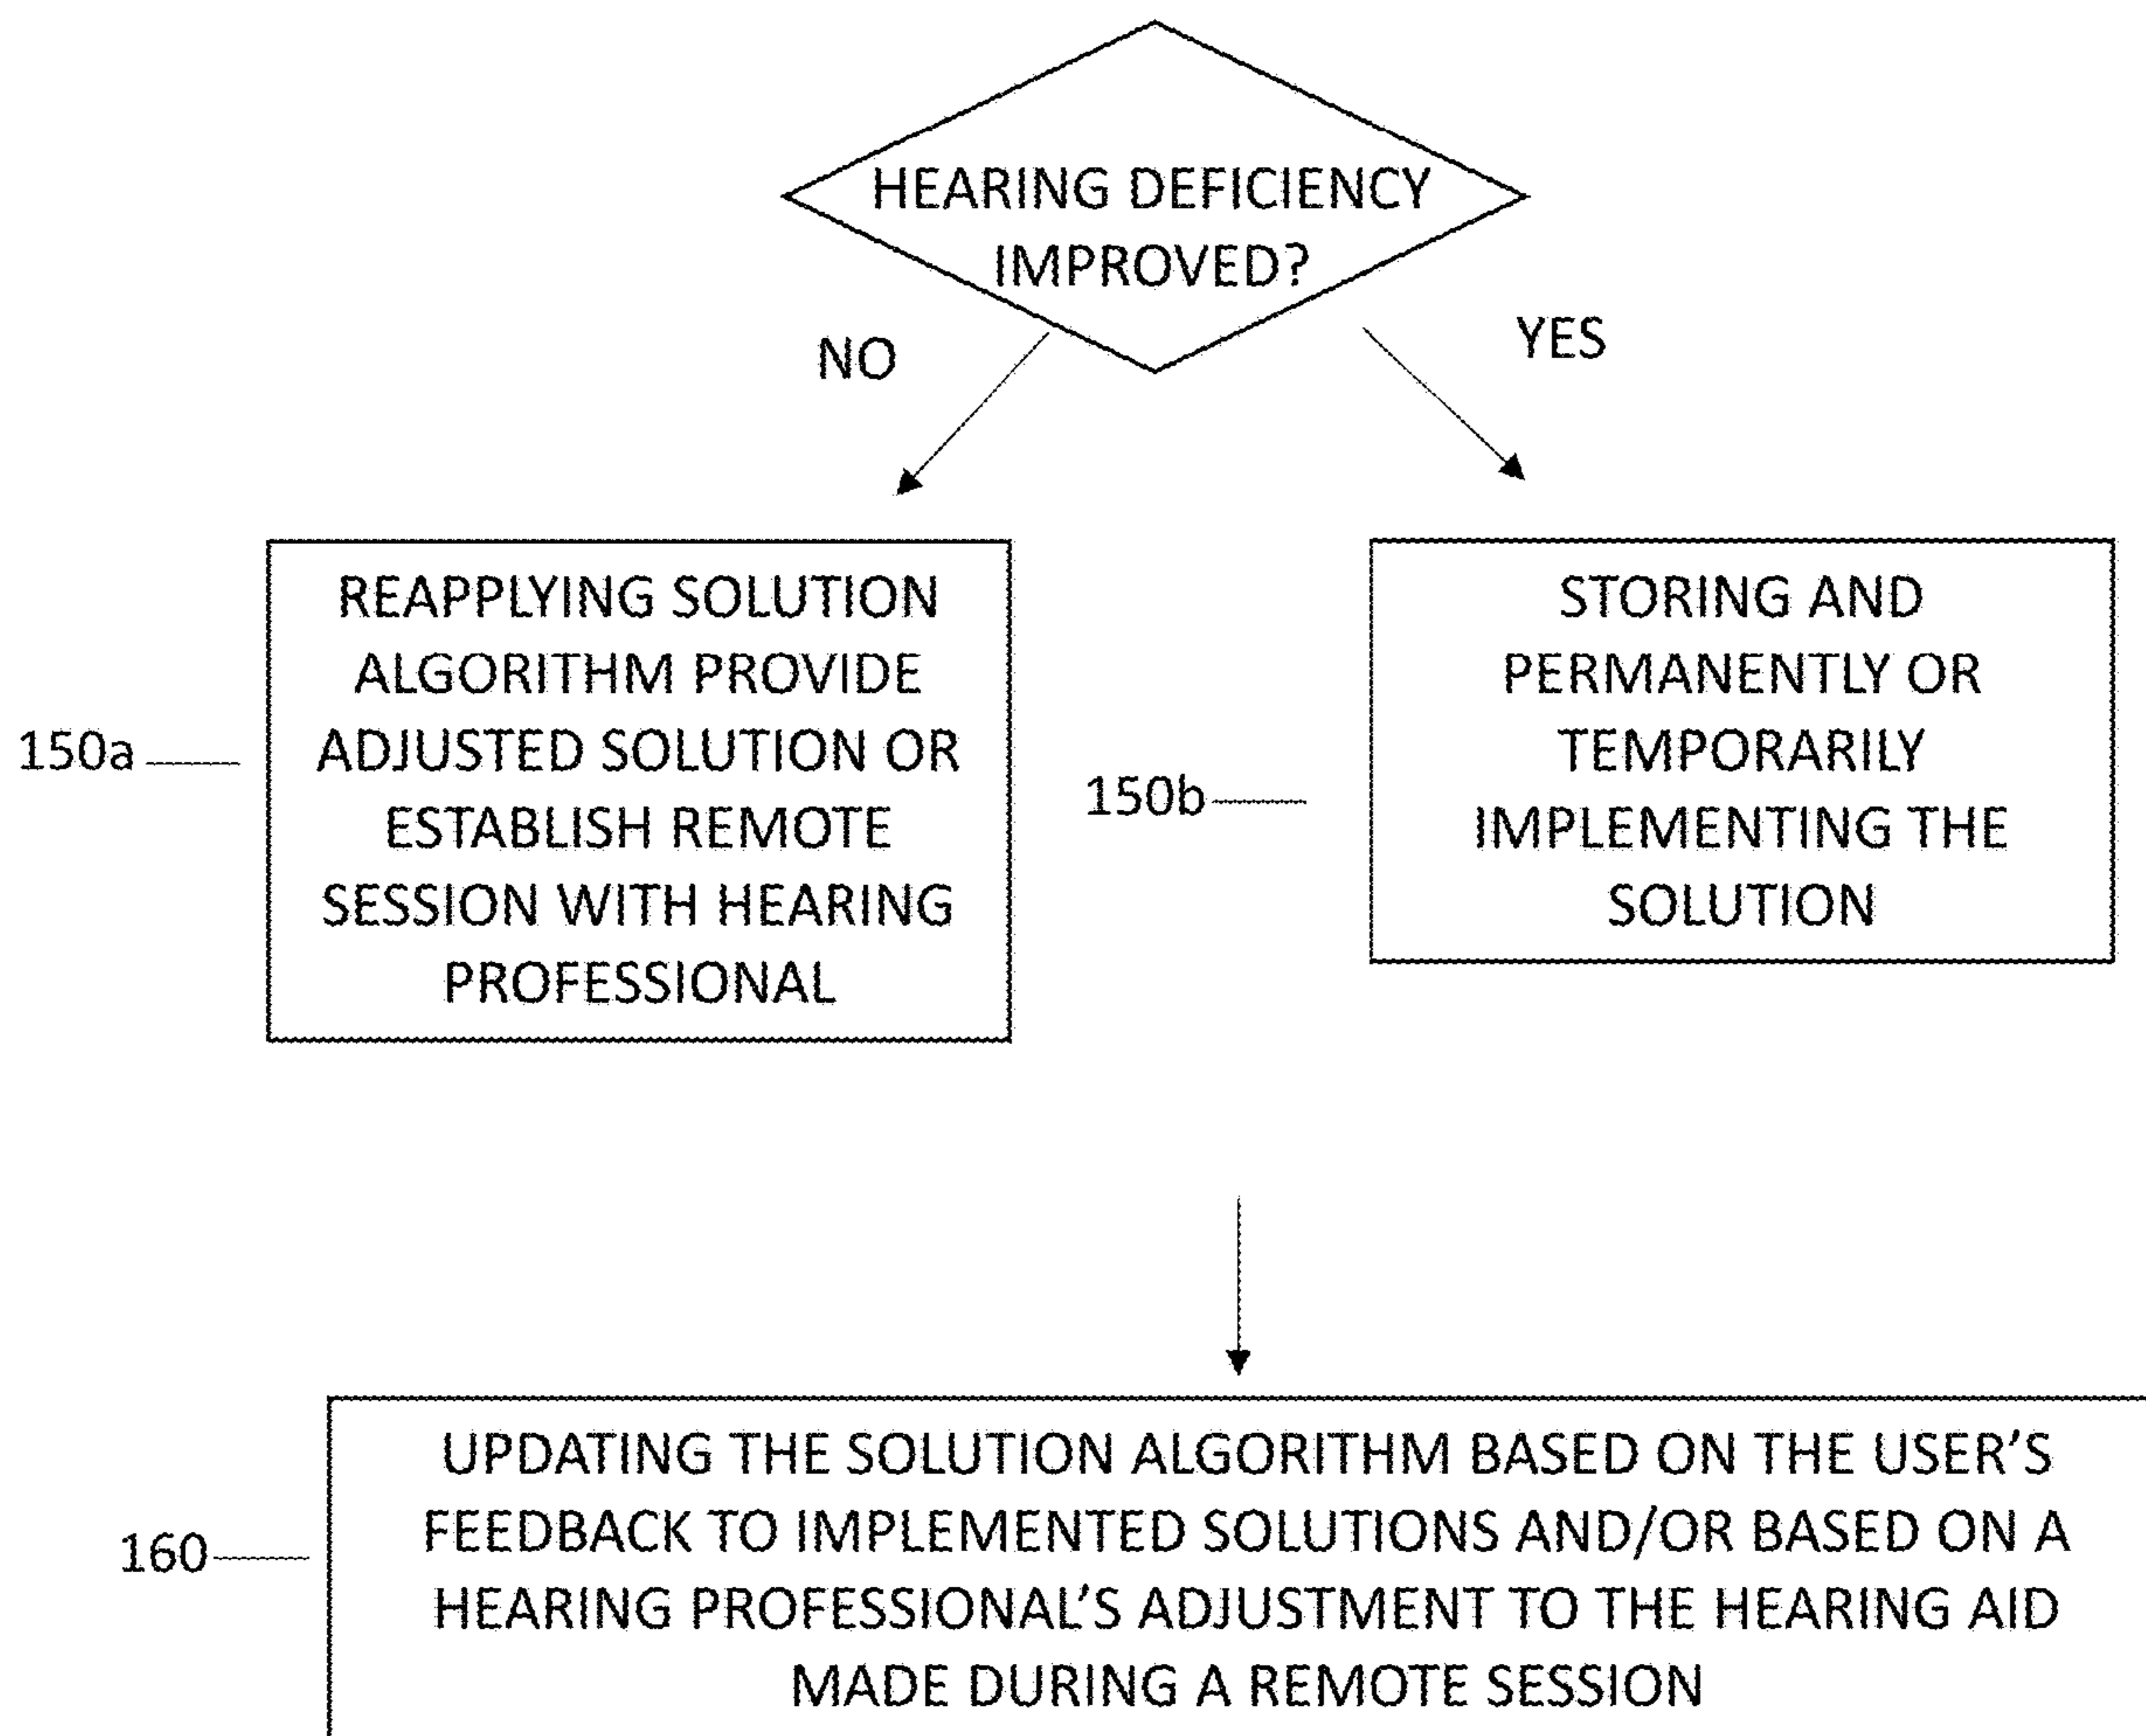 HEARING DEFICIENCY
IMPROVED?
NO
YES
150a
REAPPLYING SOLUTION
ALGORITHM PROVIDE
ADJUSTED SOLUTION OR
ESTABLISH REMOTE
SESSION WITH HEARING
PROFESSIONAL
150b
STORING AND
PERMANENTLY OR
TEMPORARILY
IMPLEMENTING THE
SOLUTION
160
UPDATING THE SOLUTION ALGORITHM BASED ON THE USER’S
FEEDBACK TO IMPLEMENTED SOLUTIONS AND/OR BASED ON A
HEARING PROFESSIONAL’S ADJUSTMENT TO THE HEARING AID
MADE DURING A REMOTE SESSION